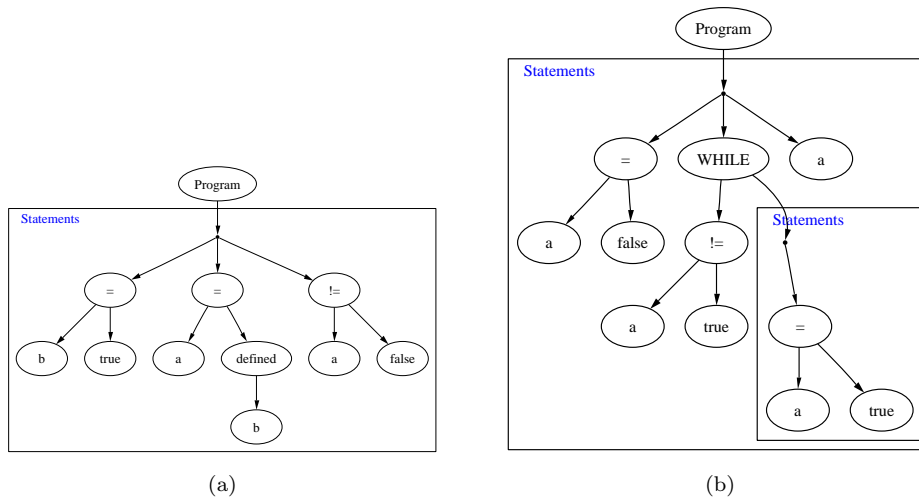 Program
Statements
= WHILE a
a false != Statements
a true =
a true
Program
Statements
= = !=
b true a defined a false
b
(a) (b)